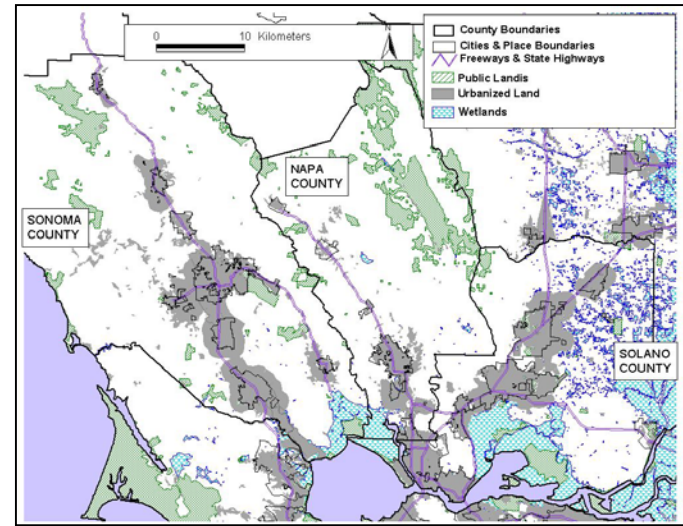 0 10 Kilometers
N
County Boundaries
Cities & Place Boundaries
Freeways & State Highways
Public Landis
Urbanized Land
Wetlands
NAPA
COUNTY
SONOMA
COUNTY
SOLANO
COUNTY